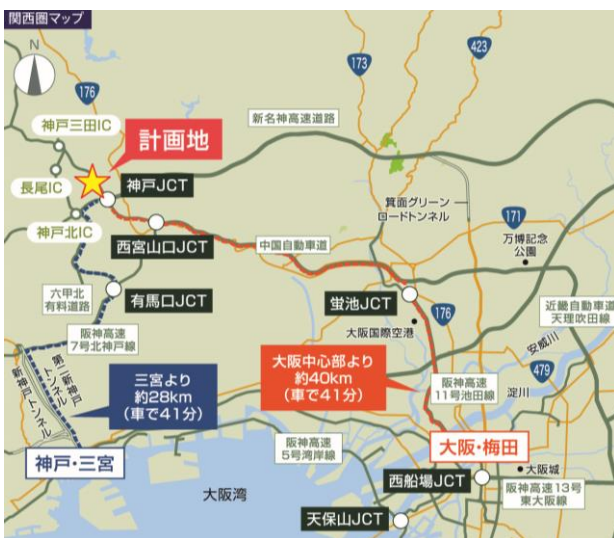 関西圏マップ
N
176
173
423
新名神高速道路
神戸三田IC
計画地
長尾IC
神戸JCT
神戸北IC
箕面グリーン
ロードトンネル
171
万博記念
公園
西宮山口JCT
中国自動車道
六甲北
有料道路
有馬口JCT
蛍池JCT
176
大阪国際空港
近畿自動車道
天理吹田線
安威川
阪神高速
7号北神戸線
479
淀川
新神戸トンネル
第二新神戸
トンネル
三宮より
約28km
（車で41分）
大阪中心部より
約40km
（車で41分）
阪神高速
11号池田線
神戸・三宮
阪神高速
5号湾岸線
大阪・梅田
大阪城
西船場JCT
阪神高速13号
東大阪線
大阪湾
天保山JCT